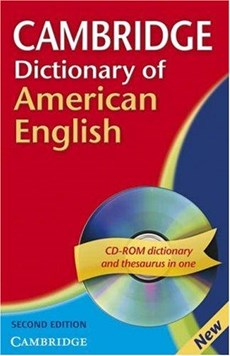 CAMBRIDGE
Dictionary of
American
English
CD-ROM dictionary
and thesaurus in one
SECOND EDITION
CAMBRIDGE
New